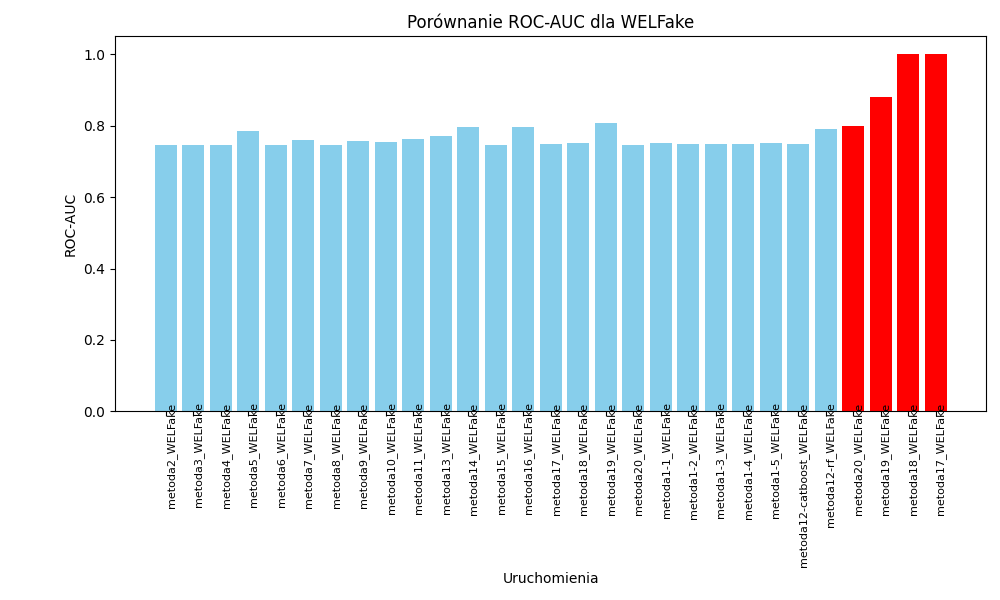 Porównanie ROC-AUC dla WELFake
1.0
0.8
0.6
0.4
0.2
0.0
ROC-AUC
metoda2_WELFake
metoda3_WELFake
metoda4_WELFake
metoda5_WELFake
metoda6_WELFake
metoda7_WELFake
metoda8_WELFake
metoda9_WELFake
metoda10_WELFake
metoda11_WELFake
metoda13_WELFake
metoda14_WELFake
metoda15_WELFake
metoda16_WELFake
metoda17_WELFake
metoda18_WELFake
metoda19_WELFake
metoda20_WELFake
metoda1-1_WELFake
metoda1-2_WELFake
metoda1-3_WELFake
metoda1-4_WELFake
metoda1-5_WELFake
metoda12-catboost_WELFake
metoda12-rf_WELFake
metoda20_WELFake
metoda19_WELFake
metoda18_WELFake
metoda17_WELFake
Uruchomienia